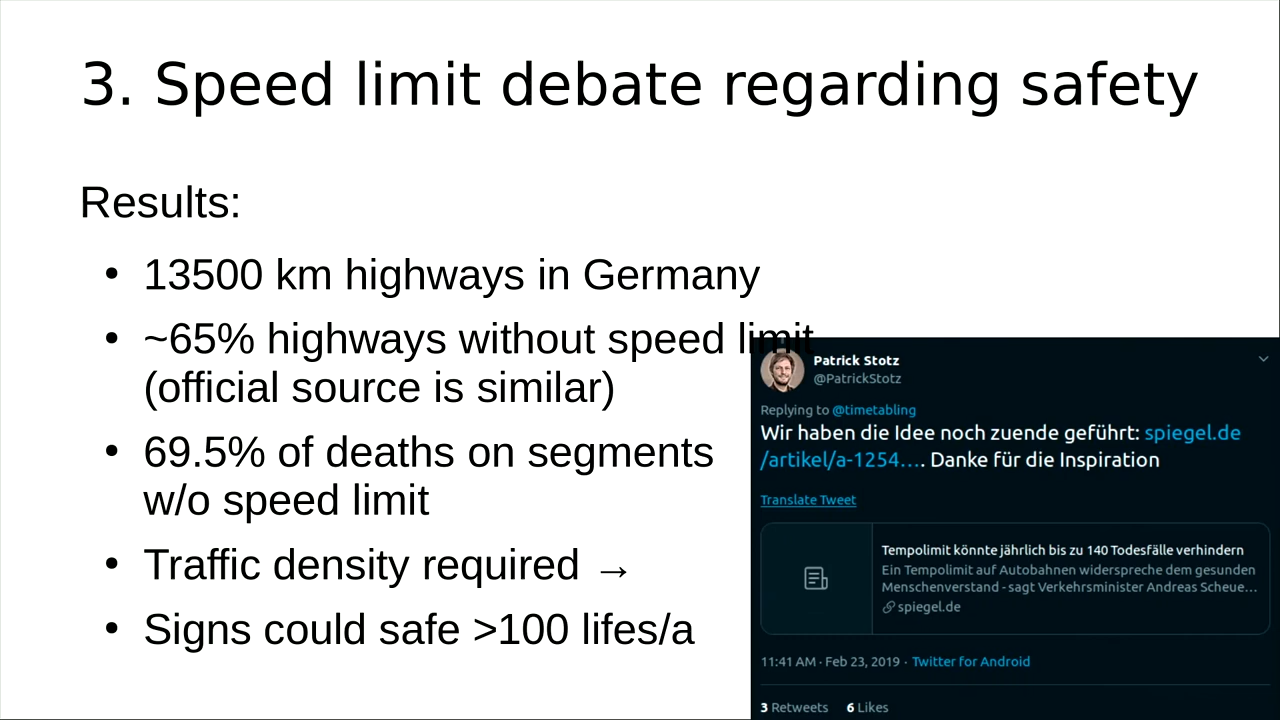 3. Speed limit debate regarding safety
Results:
• 13500 km highways in Germany
• ~65% highways without speed limit
(official source is similar)
• 69.5% of deaths on segments
w/o speed limit
• Traffic density required →
• Signs could safe >100 lifes/a
Patrick Stotz
@PatrickStotz
Replying to @timetabling
Wir haben die Idee noch zuende geführt: spiegel.de
/artikel/a-1254…. Danke für die Inspiration
Translate Tweet
Tempolimit könnte jährlich bis zu 140 Todesfälle verhindern
Ein Tempolimit auf Autobahnen widerspreche dem gesunden
Menschenverstand - sagt Verkehrsminister Andreas Scheue…
spiegel.de
11:41 AM · Feb 23, 2019 · Twitter for Android
3 Retweets 6 Likes